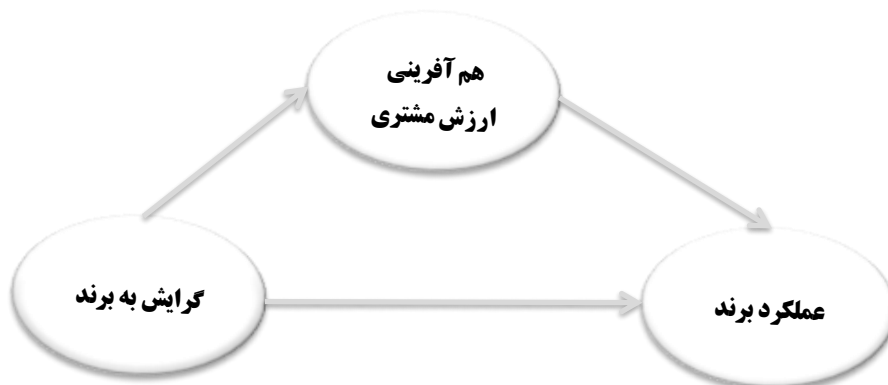 هم آفرینی
ارزش مشتری
گرایش به برند
عملکرد برند